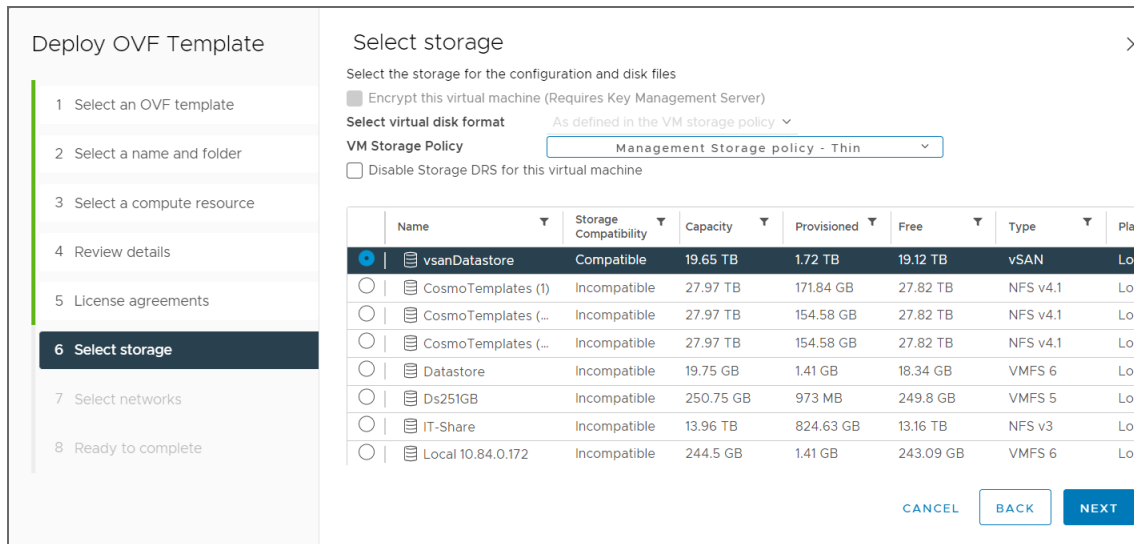 Deploy OVF Template
1 Select an OVF template
2 Select a name and folder
3 Select a compute resource
4 Review details
5 License agreements
6 Select storage
7 Select networks
8 Ready to complete
Select storage
Select the storage for the configuration and disk files
Encrypt this virtual machine (Requires Key Management Server)
Select virtual disk format As defined in the VM storage policy
VM Storage Policy Management Storage policy - Thin
Disable Storage DRS for this virtual machine
Name Storage Compatibility Capacity Provisioned Free Type Pla
vsanDatastore Compatible 19.65 TB 1.72 TB 19.12 TB vSAN Lo
CosmoTemplates (1) Incompatible 27.97 TB 171.84 GB 27.82 TB NFS v4.1 Lo
CosmoTemplates (... Incompatible 27.97 TB 154.58 GB 27.82 TB NFS v4.1 Lo
CosmoTemplates (... Incompatible 27.97 TB 154.58 GB 27.82 TB NFS v4.1 Lo
Datastore Incompatible 19.75 GB 1.41 GB 18.34 GB VMFS 6 Lo
Ds251GB Incompatible 250.75 GB 973 MB 249.8 GB VMFS 5 Lo
IT-Share Incompatible 13.96 TB 824.63 GB 13.16 TB NFS v3 Lo
Local 10.84.0.172 Incompatible 244.5 GB 1.41 GB 243.09 GB VMFS 6 Lo
CANCEL BACK NEXT